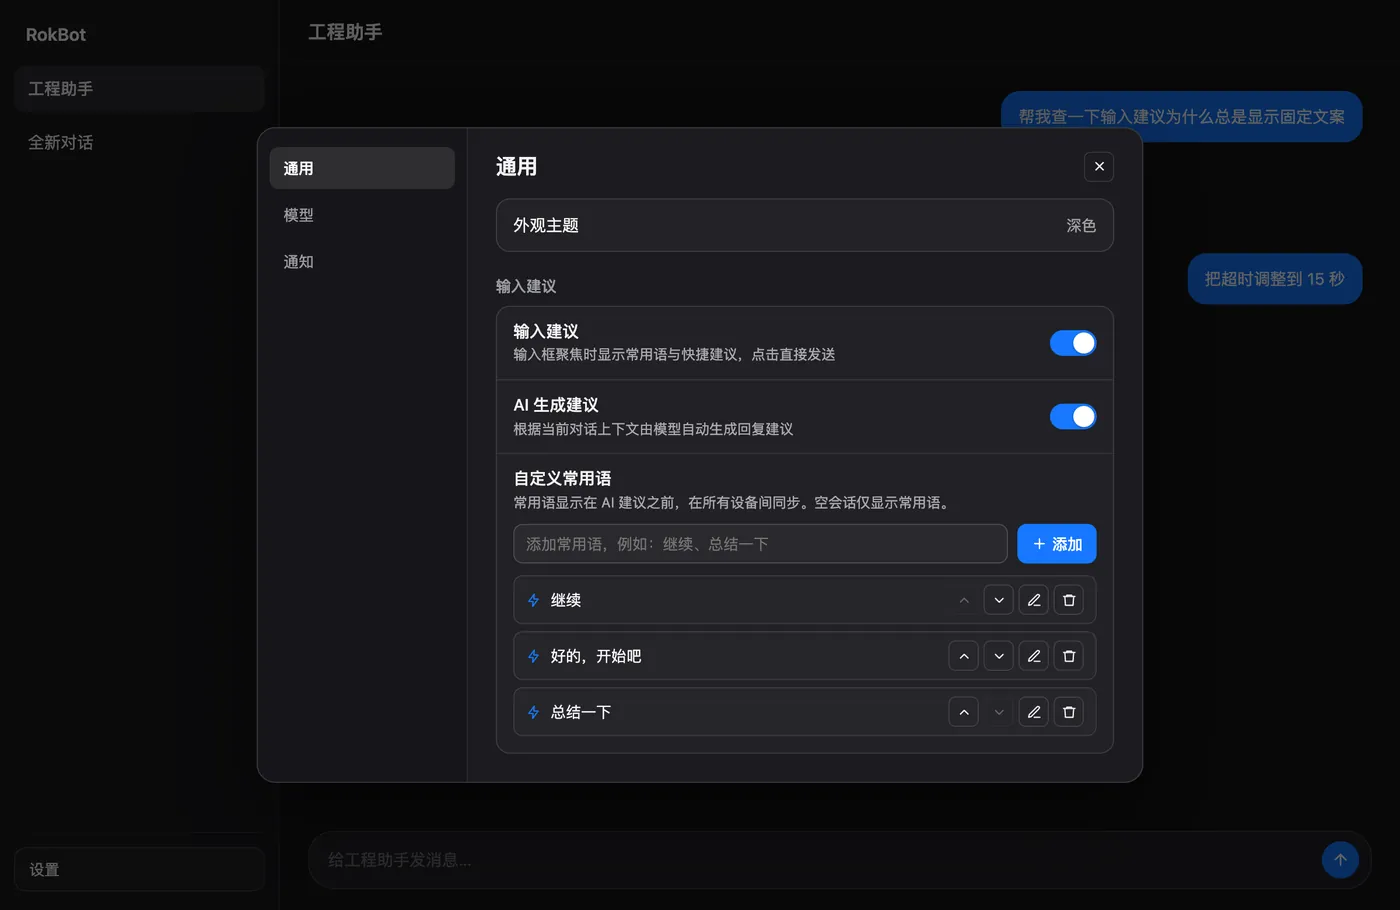 RokBot
工程助手
全新对话
设置
工程助手
帮我查一下输入建议为什么总是显示固定文案
把超时调整到 15 秒
通用
模型
通知
通用
外观主题
深色
输入建议
输入建议
输入框聚焦时显示常用语与快捷建议，点击直接发送
AI 生成建议
根据当前对话上下文由模型自动生成回复建议
自定义常用语
常用语显示在 AI 建议之前，在所有设备间同步。空会话仅显示常用语。
添加常用语，例如：继续、总结一下
+ 添加
继续
好的，开始吧
总结一下
给工程助手发消息...